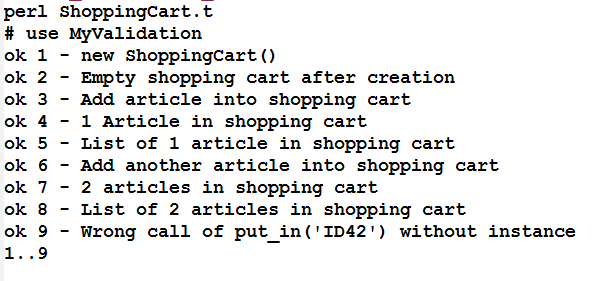 perl ShoppingCart.t
# use MyValidation
ok 1 - new ShoppingCart()
ok 2 - Empty shopping cart after creation
ok 3 - Add article into shopping cart
ok 4 - 1 Article in shopping cart
ok 5 - List of 1 article in shopping cart
ok 6 - Add another article into shopping cart
ok 7 - 2 articles in shopping cart
ok 8 - List of 2 articles in shopping cart
ok 9 - Wrong call of put_in('ID42') without instance
1..9